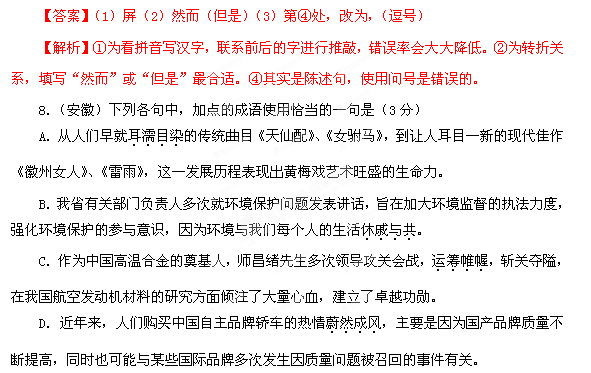 【答案】（1）屏（2）然而（但是）（3）第④处，改为，（逗号）
【解析】①为看拼音写汉字，联系前后的字进行推敲，错误率会大大降低。②为转折关
系，填写“然而”或“但是”最合适。④其实是陈述句，使用问号是错误的。
8.（安徽）下列各句中，加点的成语使用恰当的一句是（3分）
A. 从人们早就耳濡目染的传统曲目《天仙配》、《女驸马》，到让人耳目一新的现代佳作
《徽州女人》、《雷雨》，这一发展历程表现出黄梅戏艺术旺盛的生命力。
B. 我省有关部门负责人多次就环境保护问题发表讲话，旨在加大环境监督的执法力度，
强化环境保护的参与意识，因为环境与我们每个人的生活休戚与共。
C. 作为中国高温合金的奠基人，师昌绪先生多次领导攻关会战，运筹帷幄，斩关夺隘，
在我国航空发动机材料的研究方面倾注了大量心血，建立了卓越功勋。
D. 近年来，人们购买中国自主品牌轿车的热情蔚然成风，主要是因为国产品牌质量不
断提高，同时也可能与某些国际品牌多次发生因质量问题被召回的事件有关。